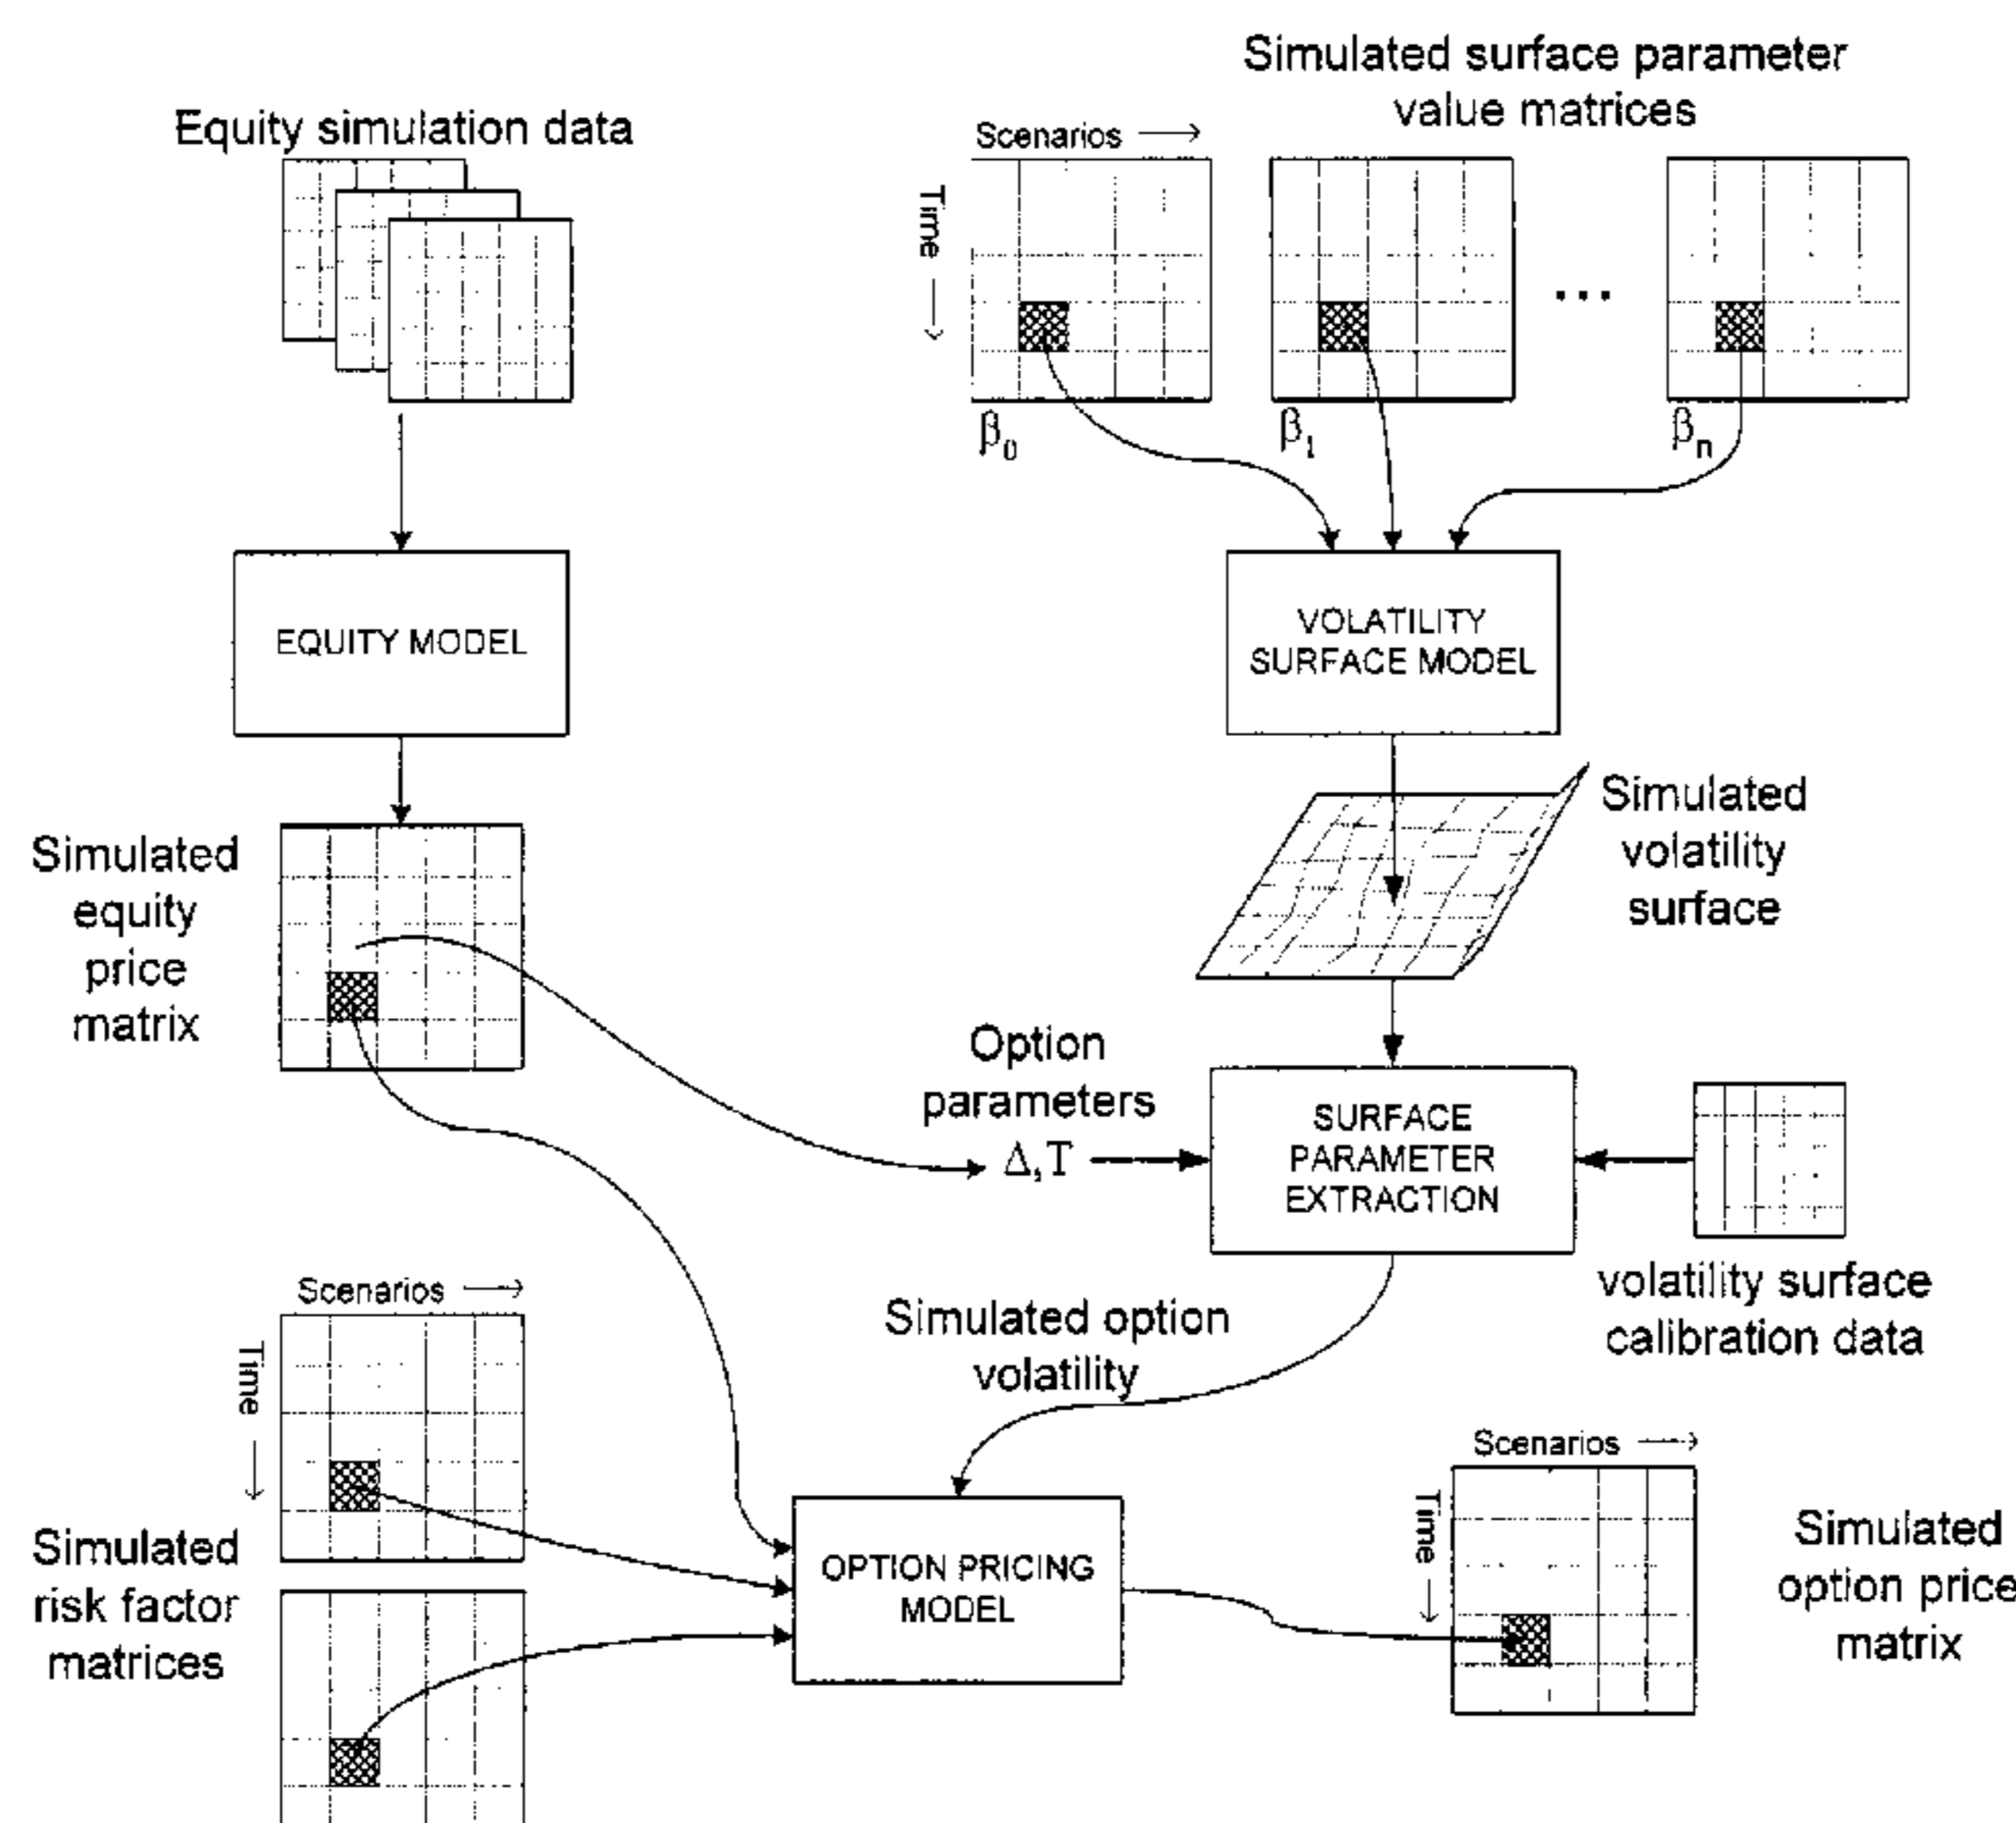 Simulated surface parameter
value matrices
Equity simulation data
Scenarios
Time
β0
β1
...
βn
EQUITY MODEL
VOLATILITY
SURFACE MODEL
Simulated
equity
price
matrix
Simulated
volatility
surface
Option
parameters
Δ,T
SURFACE
PARAMETER
EXTRACTION
volatility surface
calibration data
Simulated option
volatility
Scenarios
Time
Simulated
risk factor
matrices
OPTION PRICING
MODEL
Scenarios
Time
Simulated
option price
matrix